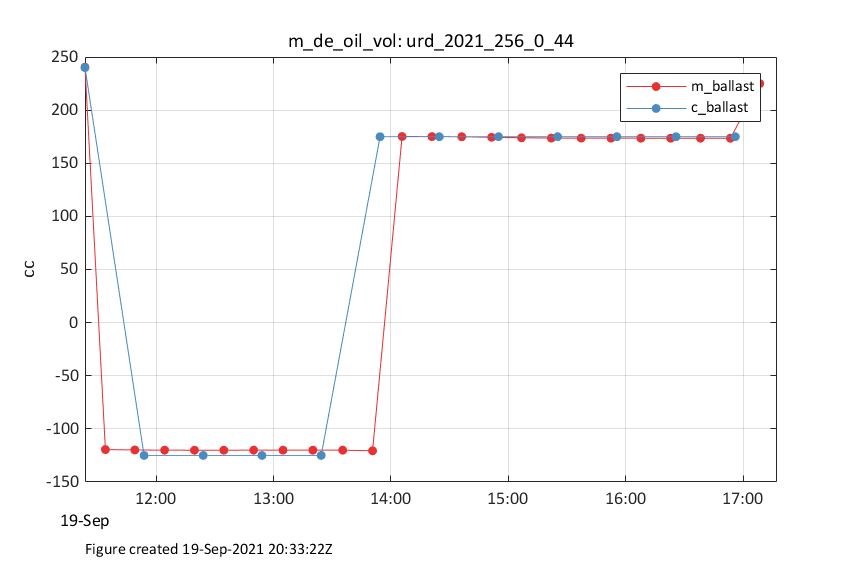 m_de_oil_vol: urd_2021_256_0_44
250
200
150
100
50
0
-50
-100
-150
cc
m_ballast
c_ballast
12:00 13:00 14:00 15:00 16:00 17:00
19-Sep
Figure created 19-Sep-2021 20:33:22Z